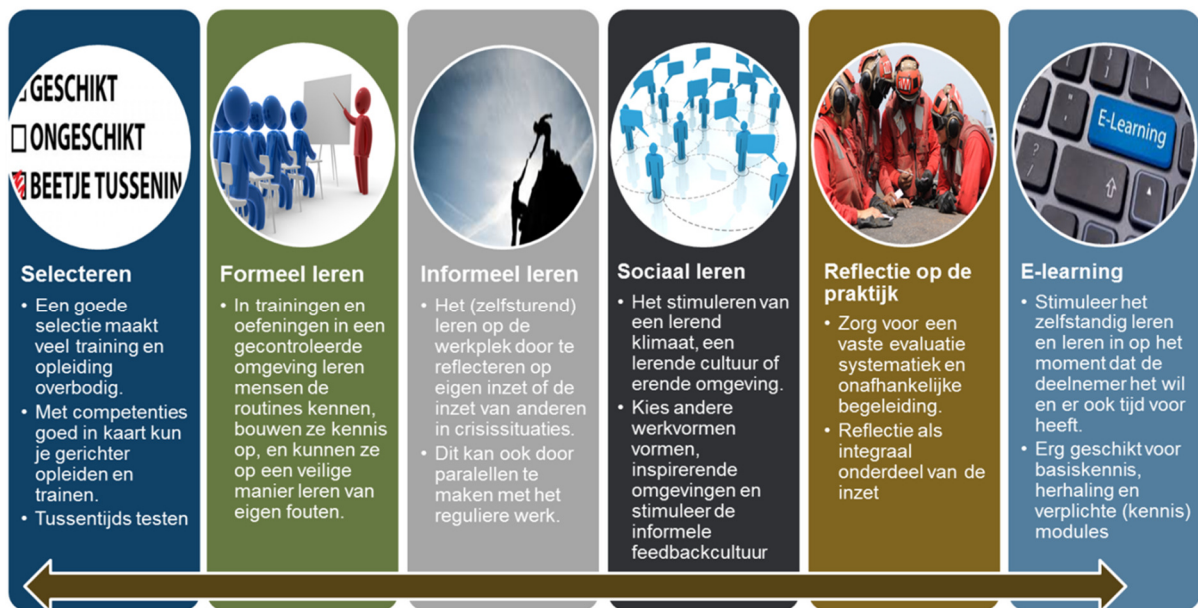 GESCHIKT
ONGESCHIKT
BEETJE TUSSENIN
Selecteren
• Een goede
selectie maakt
veel training en
opleiding
overbodig.
• Met competenties
goed in kaart kun
je gerichter
opleiden en
trainen.
• Tussentijds testen
Formeel leren
• In trainingen en
oefeningen in een
gecontroleerde
omgeving leren
mensen de
routines kennen,
bouwen ze kennis
op, en kunnen ze
op een veilige
manier leren van
eigen fouten.
Informeel leren
• Het (zelfsturend)
leren op de
werkplek door te
reflecteren op
eigen inzet of de
inzet van anderen
in crisissituaties.
• Dit kan ook door
paralellen te
maken met het
reguliere werk.
Sociaal leren
• Het stimuleren van
een lerend
klimaat, een
lerende cultuur of
erende omgeving.
• Kies andere
werkvormen
vormen,
inspirerende
omgevingen en
stimuleer de
informele
feedbackcultuur
Reflectie op de
praktijk
• Zorg voor een
vaste evaluatie
systematiek en
onafhankelijke
begeleiding.
• Reflectie als
integraal
onderdeel van de
inzet
E-Learning
E-learning
• Stimuleer het
zelfstandig leren
en leren in op het
moment dat de
deelnemer het wil
en er ook tijd voor
heeft.
• Erg geschikt voor
basiskennis,
herhaling en
verplichte (kennis)
modules